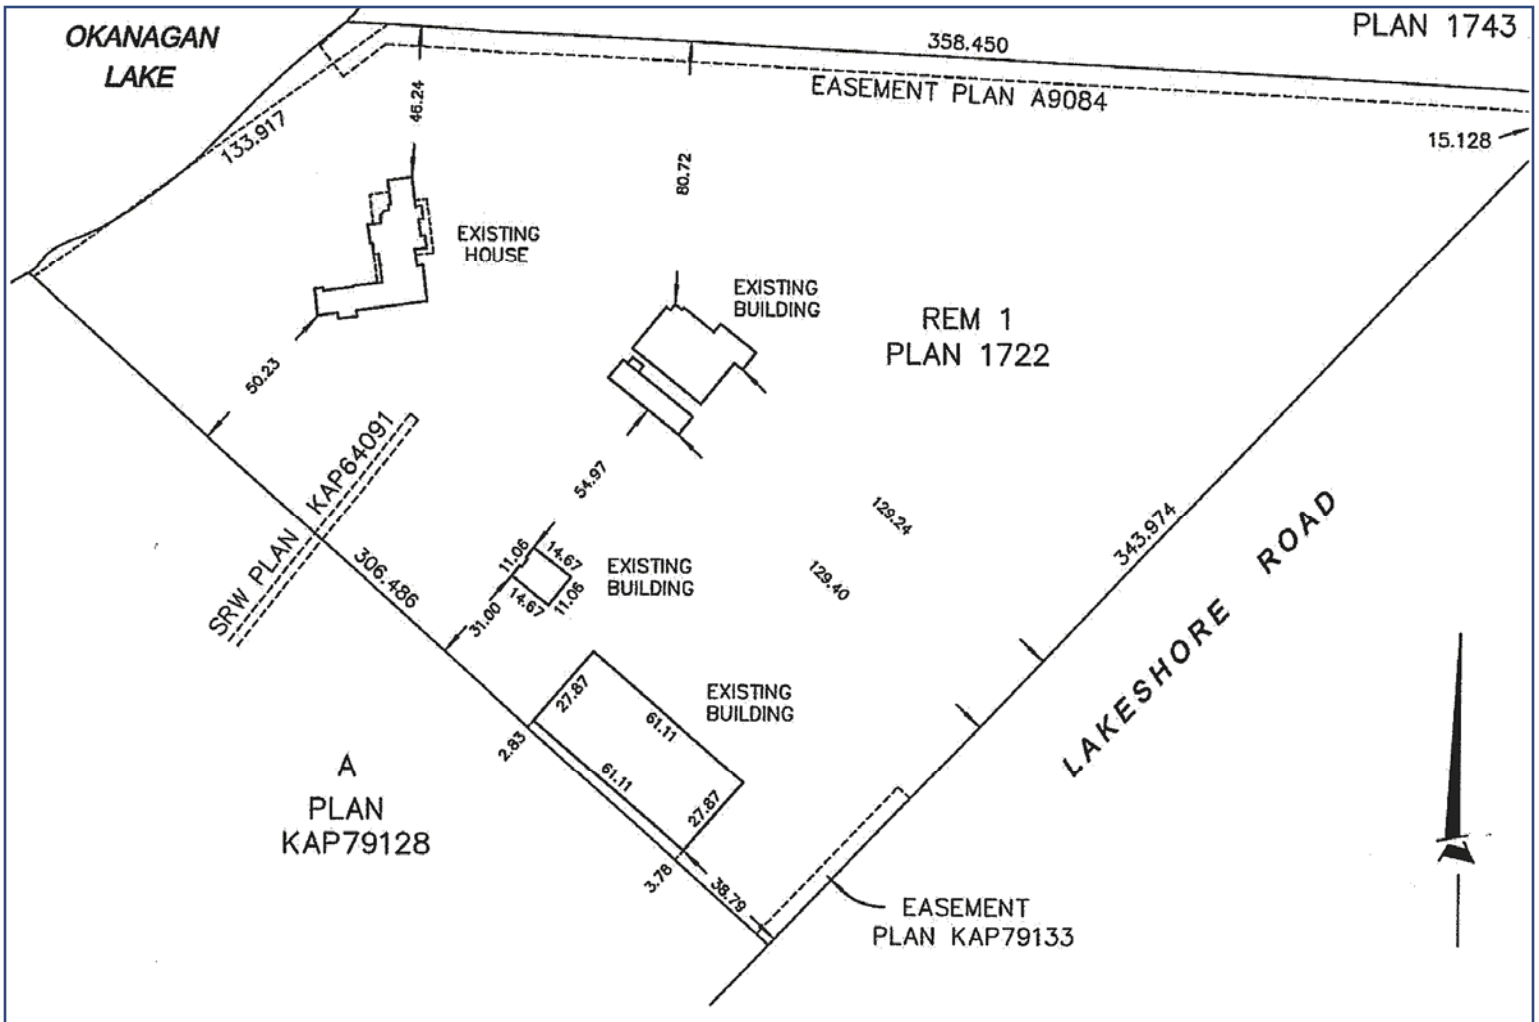 OKANAGAN
LAKE
PLAN 1743
358.450
EASEMENT PLAN A9084
15.128
133.917
46.24
80.72
EXISTING
HOUSE
EXISTING
BUILDING
REM 1
PLAN 1722
50.23
SRW PLAN KAP64091
54.97
129.24
129.40
343.974
LAKESHORE ROAD
306.486
11.06
14.67
14.67
11.06
31.00
EXISTING
BUILDING
27.87
61.11
61.11
27.87
EXISTING
BUILDING
2.83
3.78
38.79
A
PLAN
KAP79128
EASEMENT
PLAN KAP79133